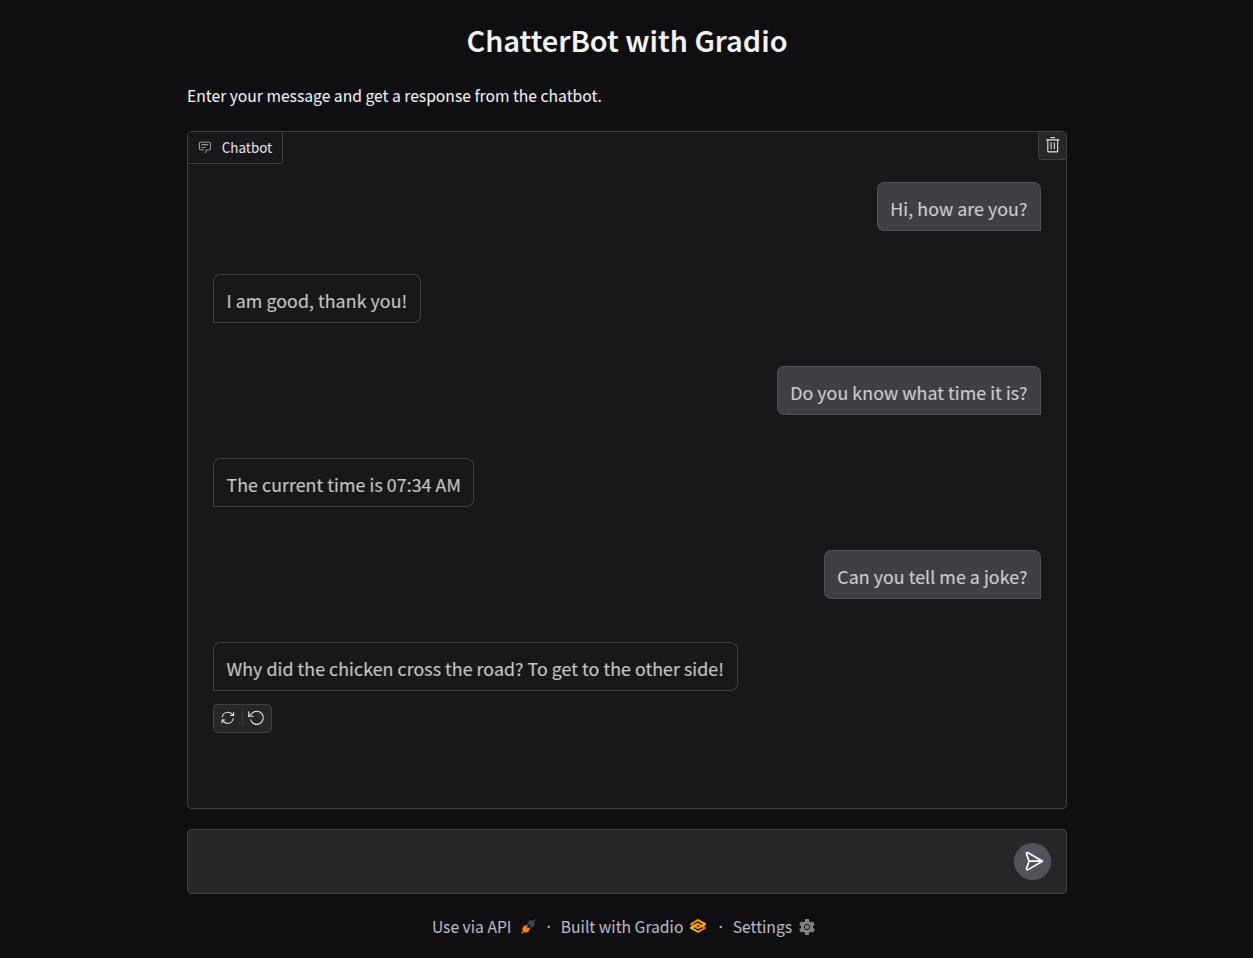 ChatterBot with Gradio
Enter your message and get a response from the chatbot.
Chatbot
Hi, how are you?
I am good, thank you!
Do you know what time it is?
The current time is 07:34 AM
Can you tell me a joke?
Why did the chicken cross the road? To get to the other side!
Use via API · Built with Gradio · Settings